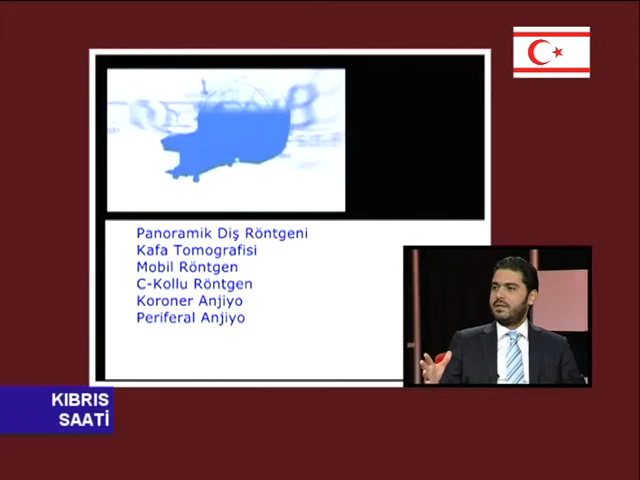 Panoramik Diş Röntgeni
Kafa Tomografisi
Mobil Röntgen
C-Kollu Röntgen
Koroner Anjiyo
Periferal Anjiyo
KIBRIS
SAATİ